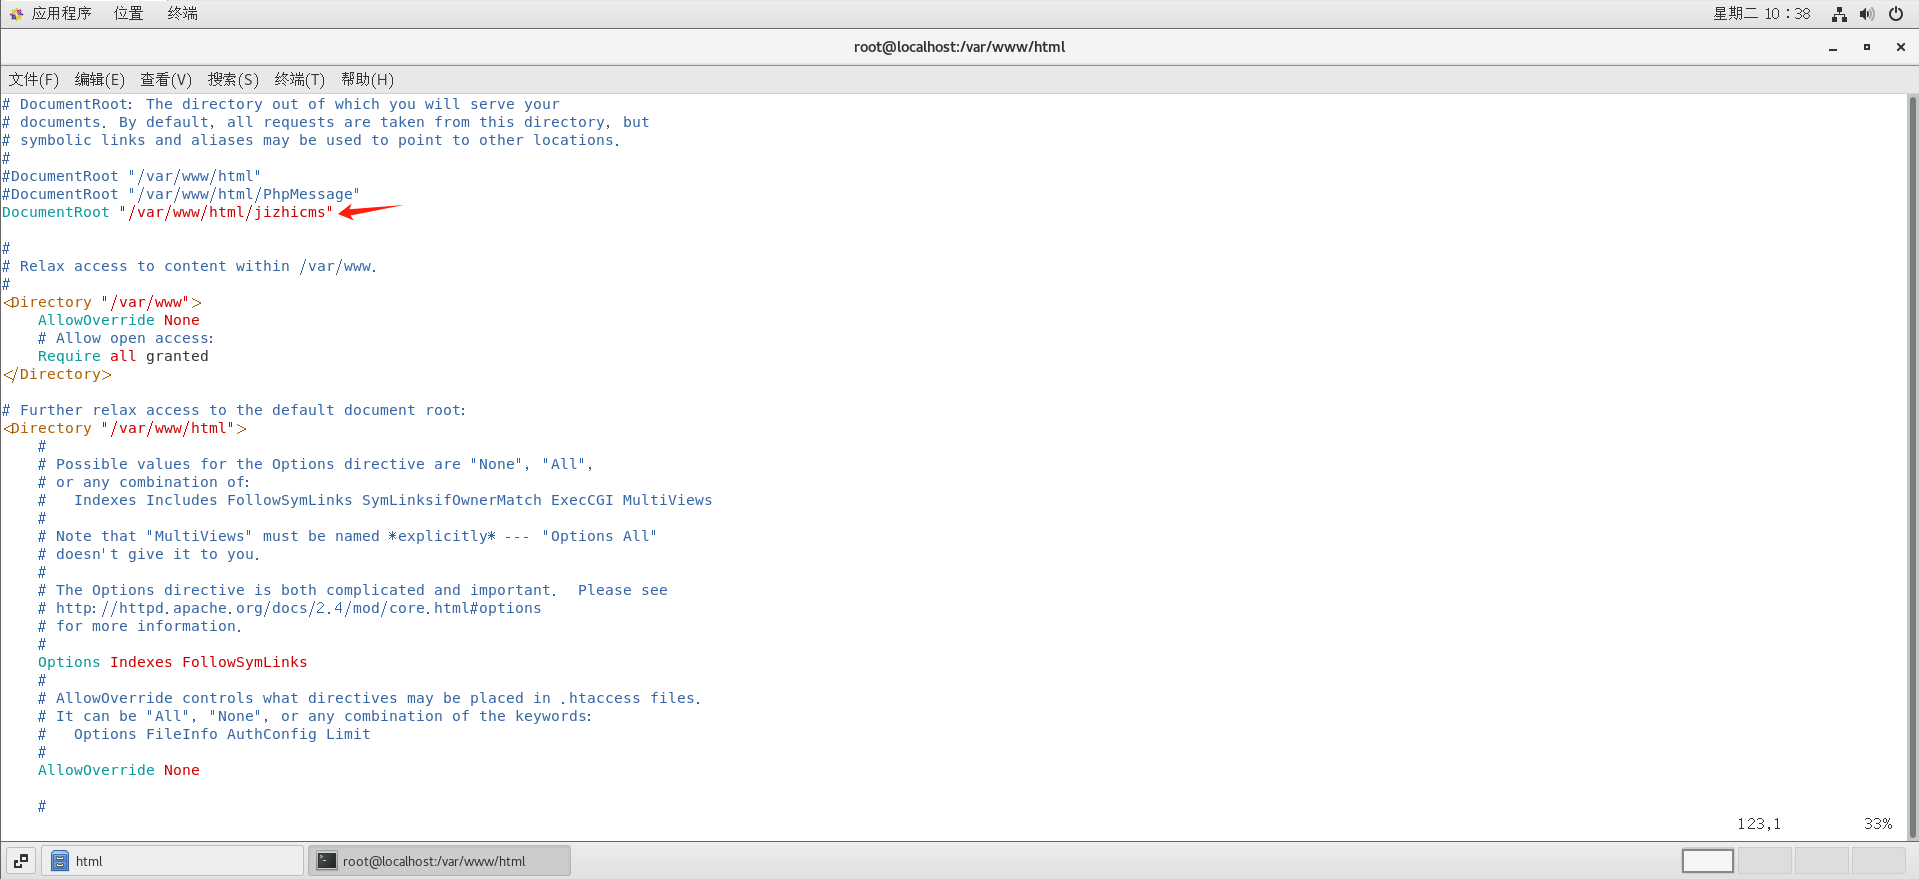 应用程序 位置 终端 星期二 10：38
root@localhost:/var/www/html
文件(F) 编辑(E) 查看(V) 搜索(S) 终端(T) 帮助(H)
# DocumentRoot: The directory out of which you will serve your
# documents. By default, all requests are taken from this directory, but
# symbolic links and aliases may be used to point to other locations.
#
#DocumentRoot "/var/www/html"
#DocumentRoot "/var/www/html/PhpMessage"
DocumentRoot "/var/www/html/jizhicms"
#
# Relax access to content within /var/www.
#
<Directory "/var/www">
    AllowOverride None
    # Allow open access:
    Require all granted
</Directory>
# Further relax access to the default document root:
<Directory "/var/www/html">
    #
    # Possible values for the Options directive are "None", "All",
    # or any combination of:
    #   Indexes Includes FollowSymLinks SymLinksifOwnerMatch ExecCGI MultiViews
    #
    # Note that "MultiViews" must be named *explicitly* --- "Options All"
    # doesn't give it to you.
    #
    # The Options directive is both complicated and important.  Please see
    # http://httpd.apache.org/docs/2.4/mod/core.html#options
    # for more information.
    #
    Options Indexes FollowSymLinks
    #
    # AllowOverride controls what directives may be placed in .htaccess files.
    # It can be "All", "None", or any combination of the keywords:
    #   Options FileInfo AuthConfig Limit
    #
    AllowOverride None
    #
123,1 33%
html root@localhost:/var/www/html